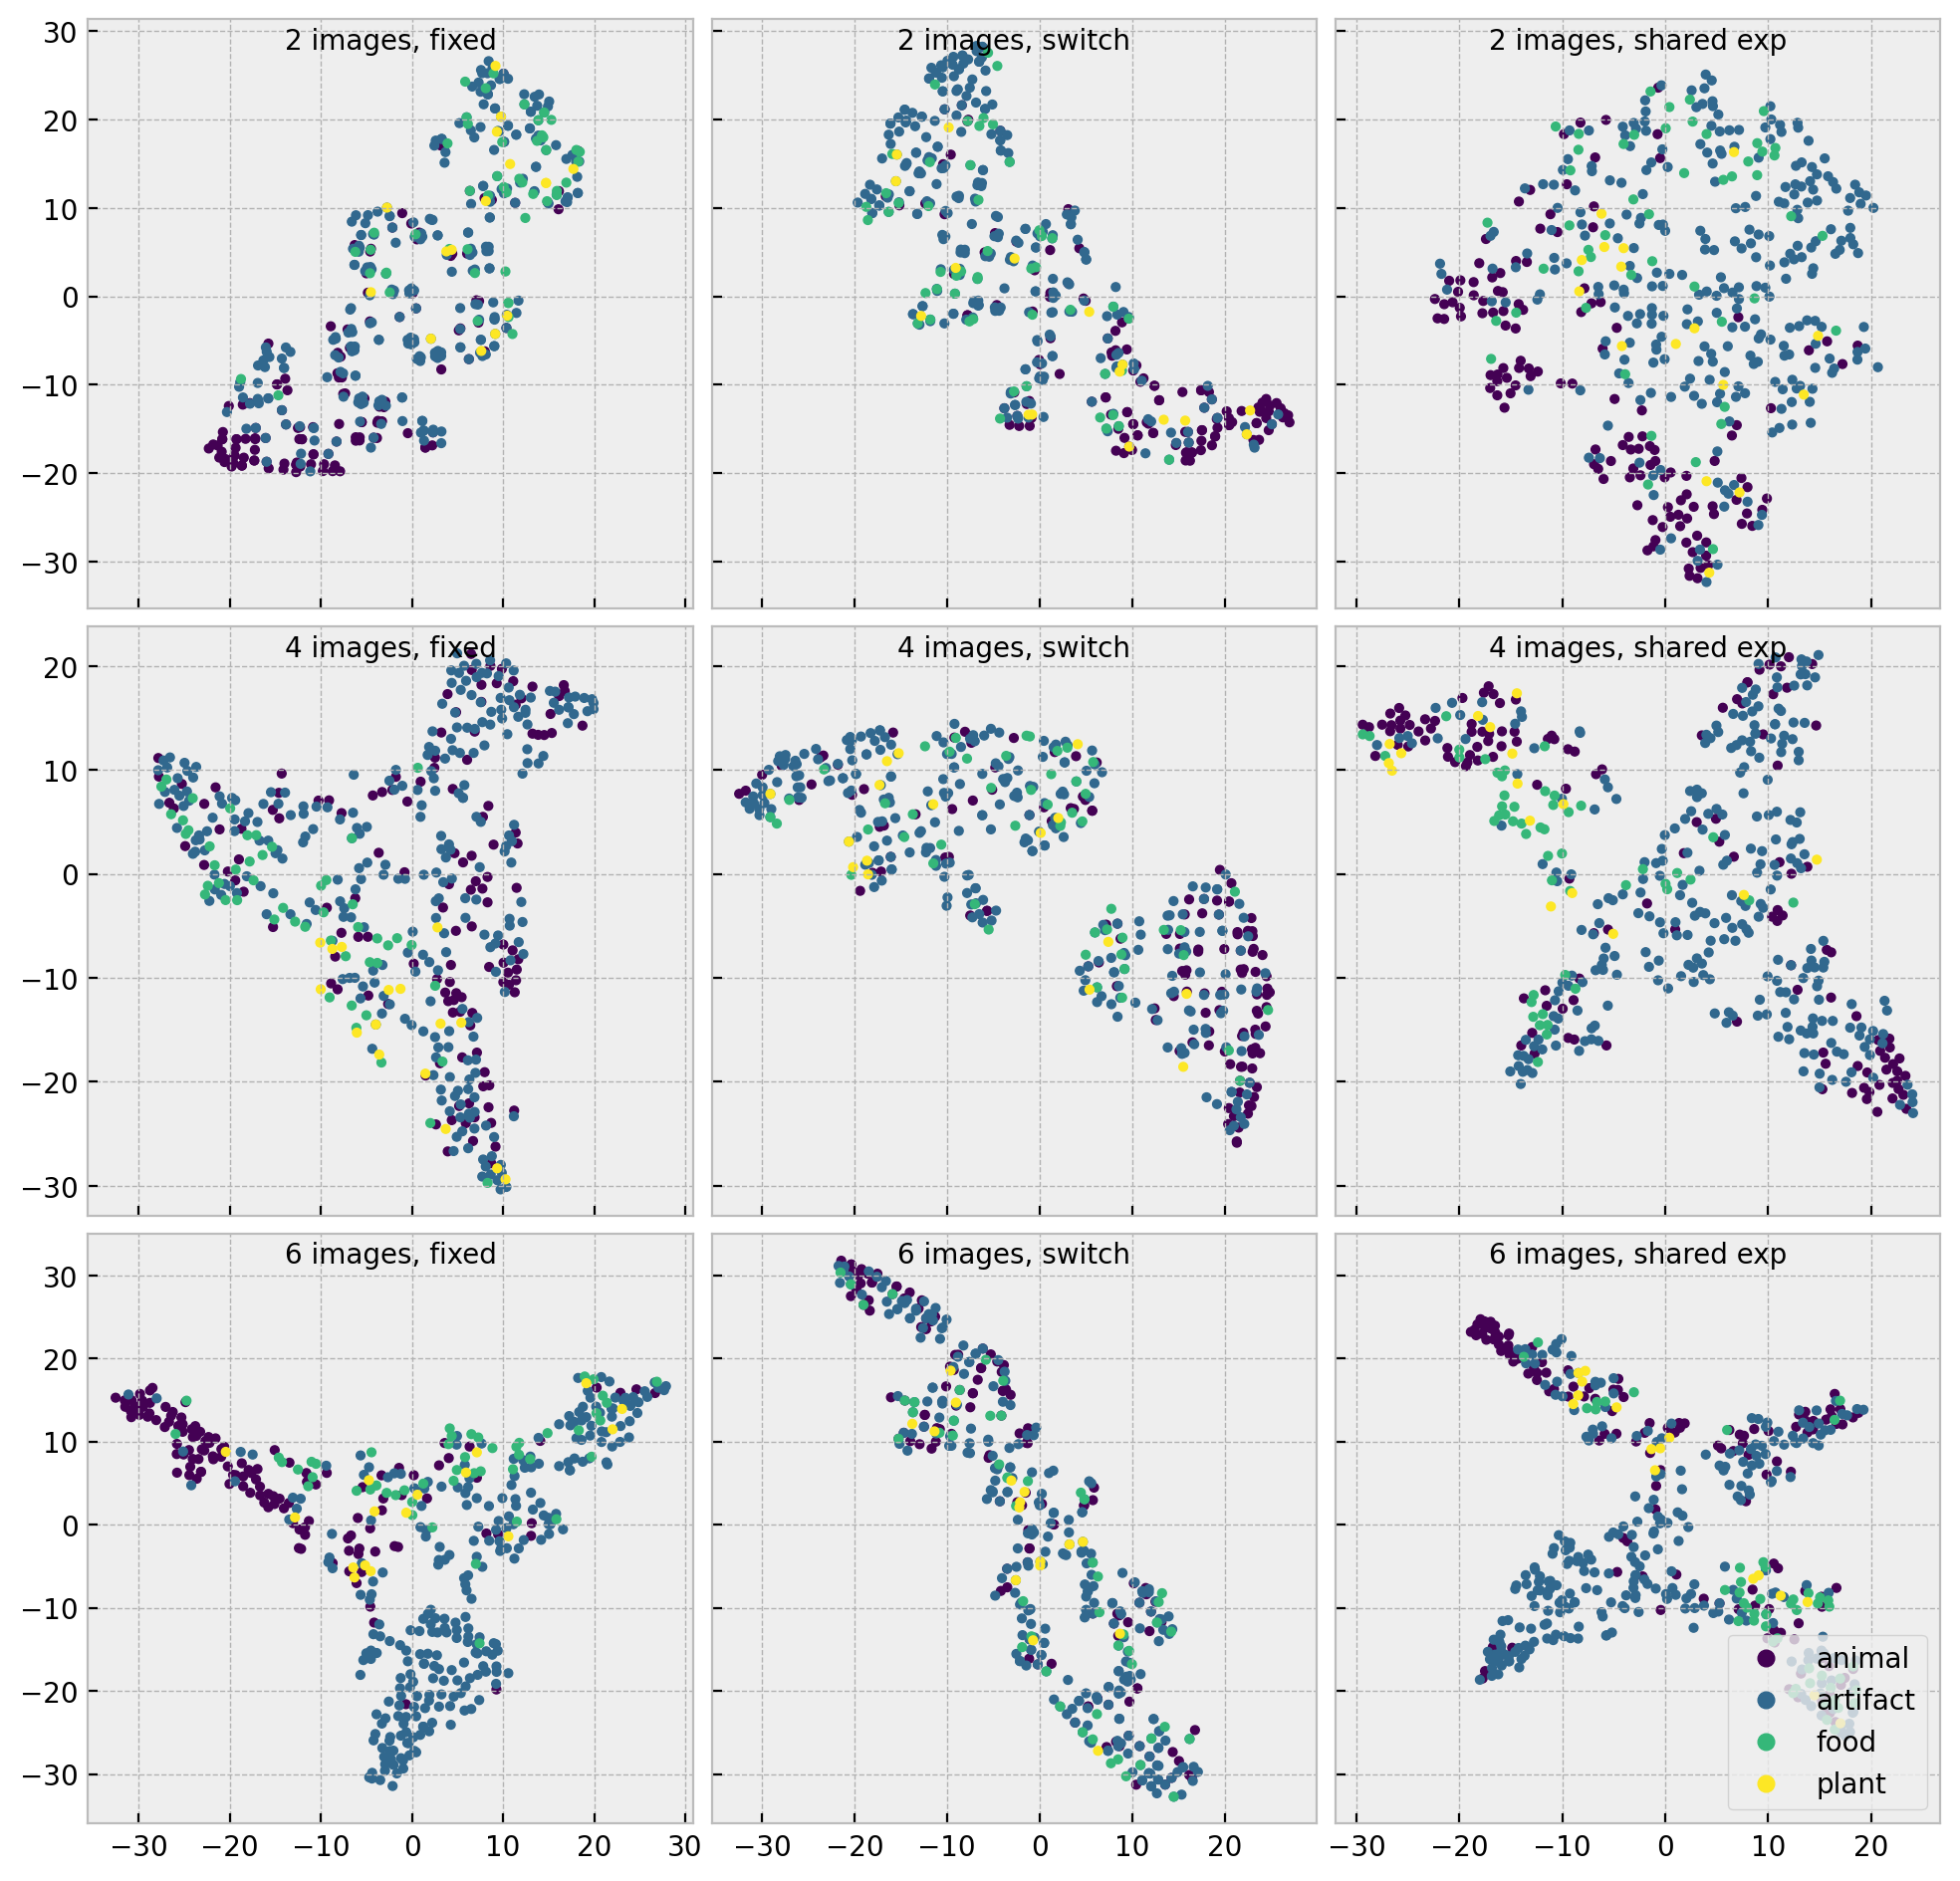 2 images, fixed
2 images, switch
2 images, shared exp
30
20
10
0
−10
−20
−30
4 images, fixed
4 images, switch
4 images, shared exp
20
10
0
−10
−20
−30
6 images, fixed
6 images, switch
6 images, shared exp
30
20
10
0
−10
−20
−30
animal
artifact
food
plant
−30 −20 −10 0 10 20 30
−30 −20 −10 0 10 20
−30 −20 −10 0 10 20